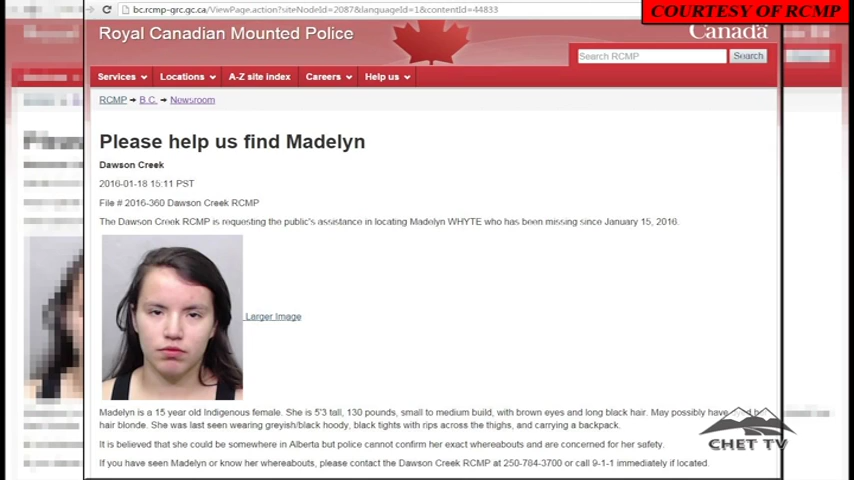 bc.rcmp-grc.gc.ca/ViewPage.action?siteNodeId=2087&languageId=1&contentId=44833
COURTESY OF RCMP
Royal Canadian Mounted Police
Canada
Search RCMP
Search
Services
Locations
A-Z site index
Careers
Help us
RCMP → B.C. → Newsroom
Please help us find Madelyn
Dawson Creek
2016-01-18 15:11 PST
File # 2016-360 Dawson Creek RCMP
The Dawson Creek RCMP is requesting the public's assistance in locating Madelyn WHYTE who has been missing since January 15, 2016.
Larger Image
Madelyn is a 15 year old Indigenous female. She is 5'3 tall, 130 pounds, small to medium build, with brown eyes and long black hair. May possibly have
hair blonde. She was last seen wearing greyish/black hoody, black tights with rips across the thighs, and carrying a backpack.
It is believed that she could be somewhere in Alberta but police cannot confirm her exact whereabouts and are concerned for her safety.
If you have seen Madelyn or know her whereabouts, please contact the Dawson Creek RCMP at 250-784-3700 or call 9-1-1 immediately if located.
CHET TV